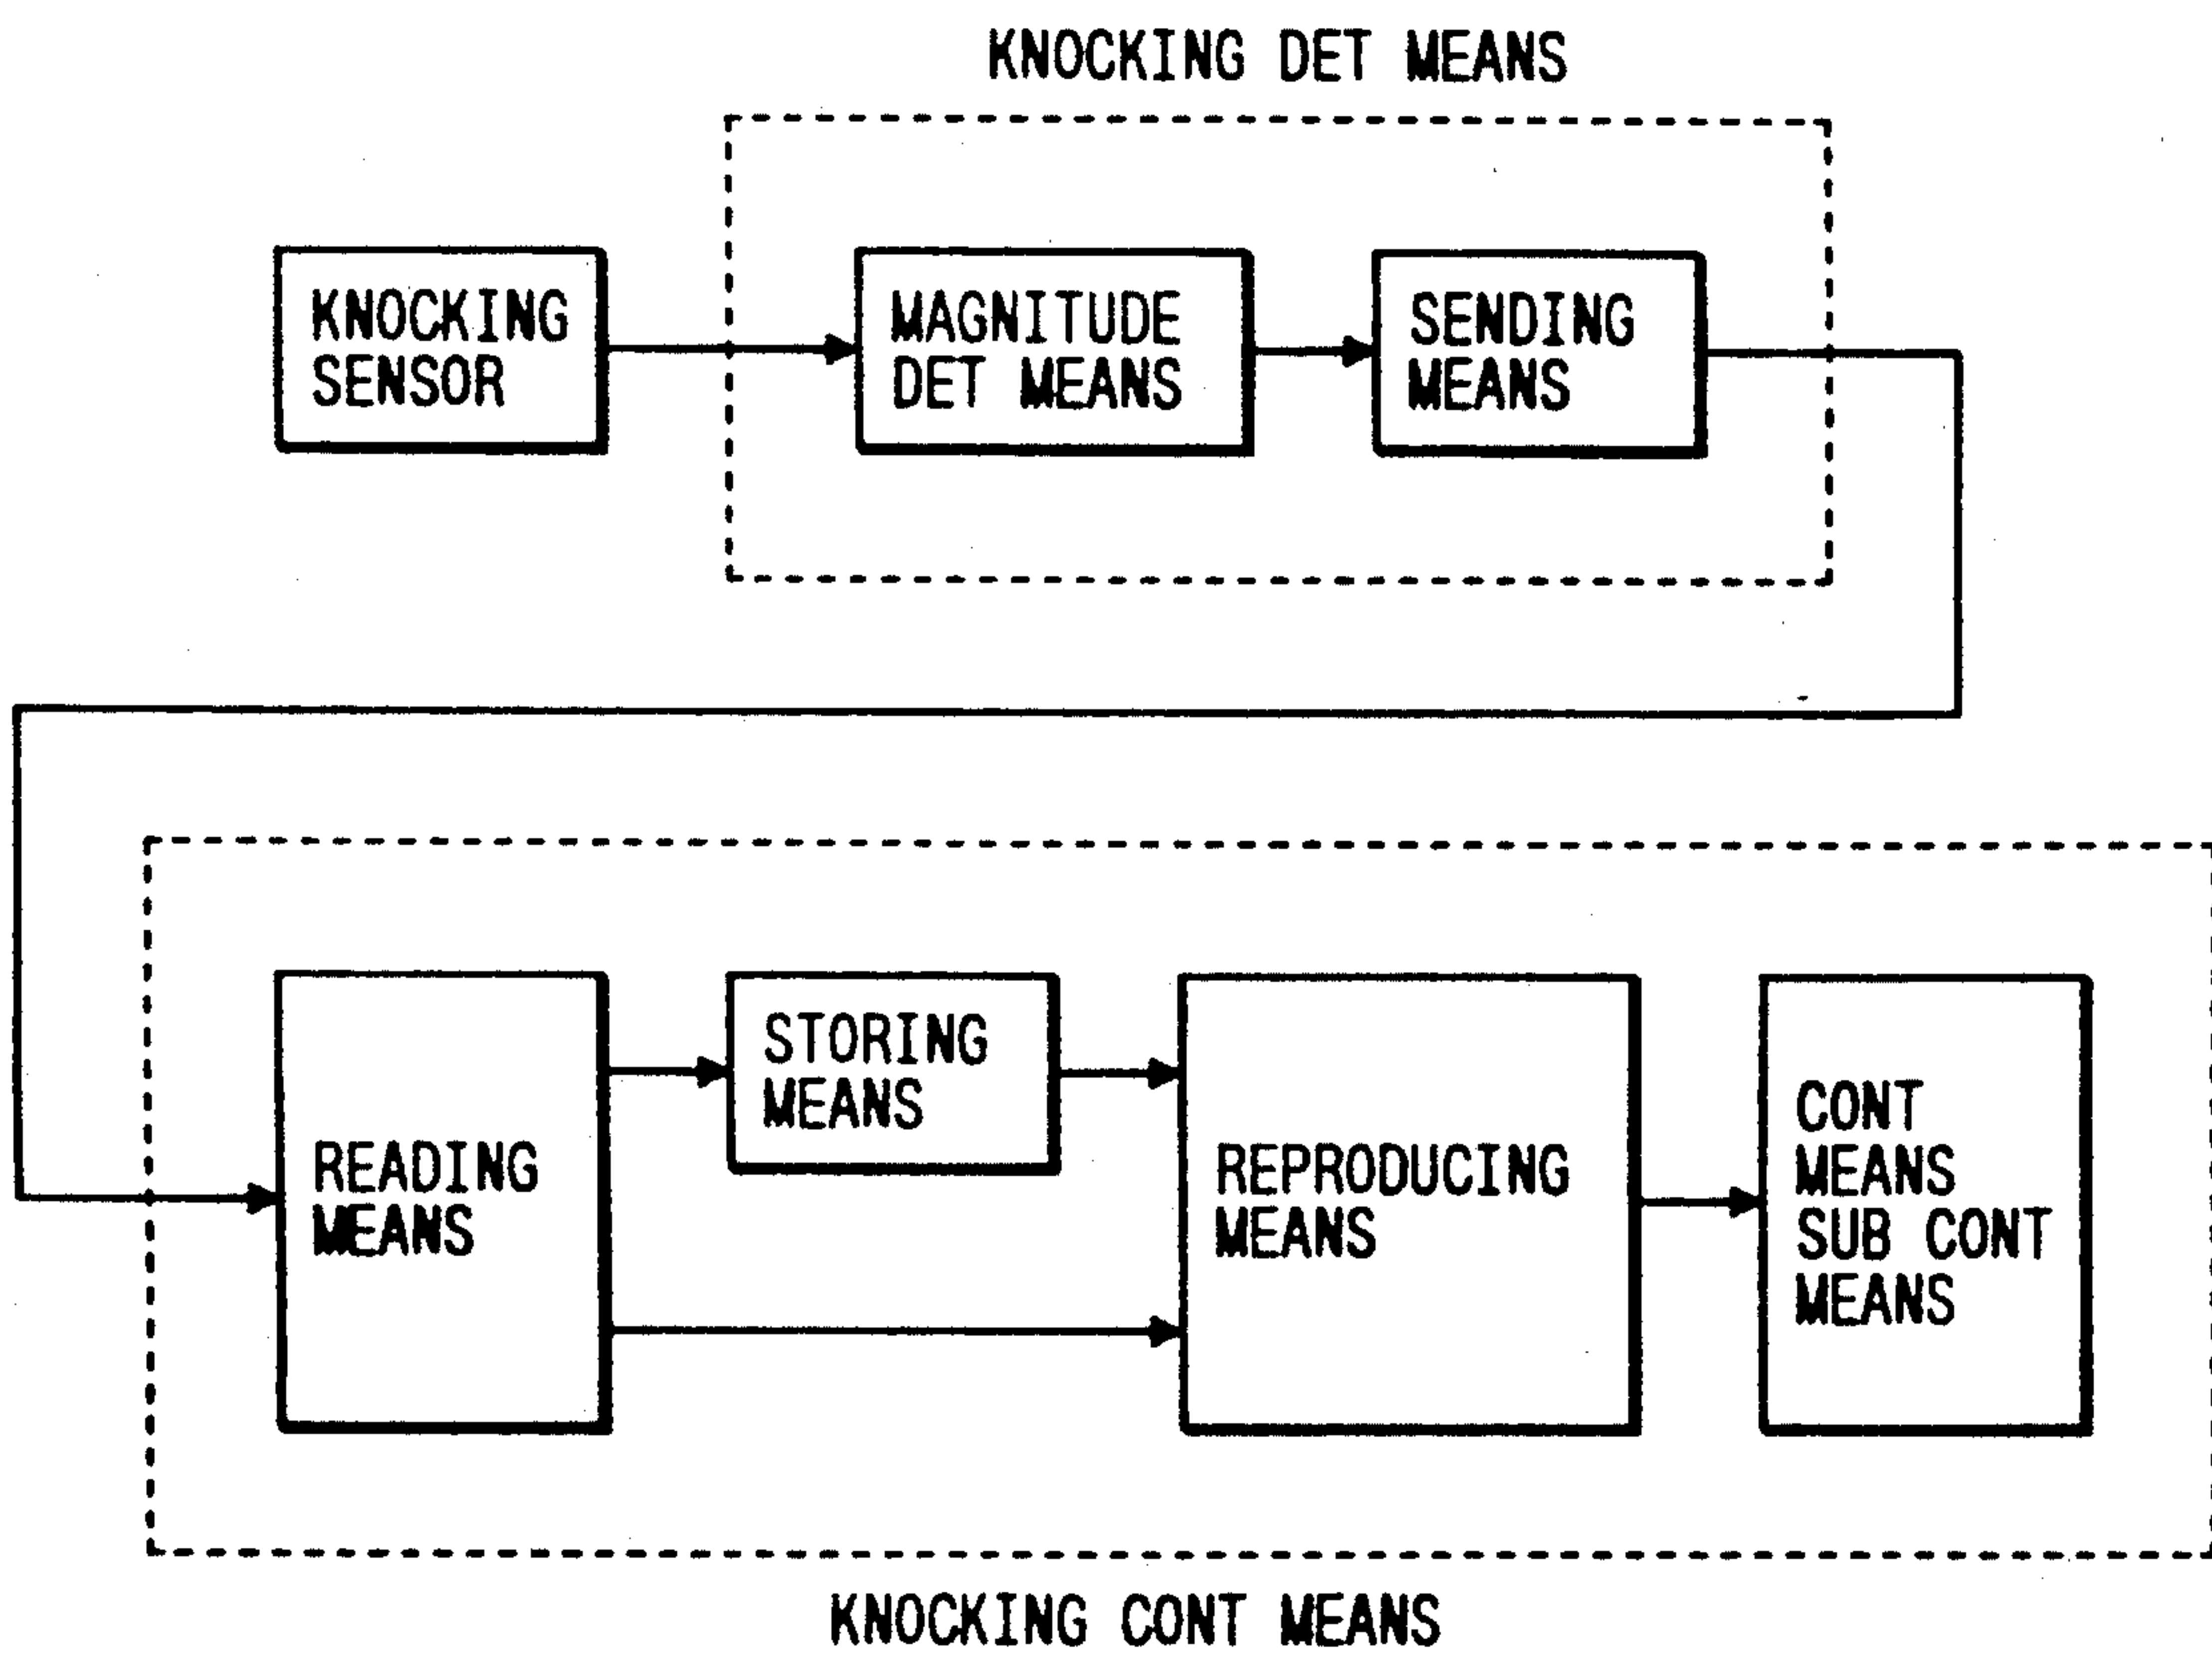 KNOCKING DET MEANS
KNOCKING
SENSOR
MAGNITUDE
DET MEANS
SENDING
MEANS
READING
MEANS
STORING
MEANS
REPRODUCING
MEANS
CONT
MEANS
SUB CONT
MEANS
KNOCKING CONT MEANS